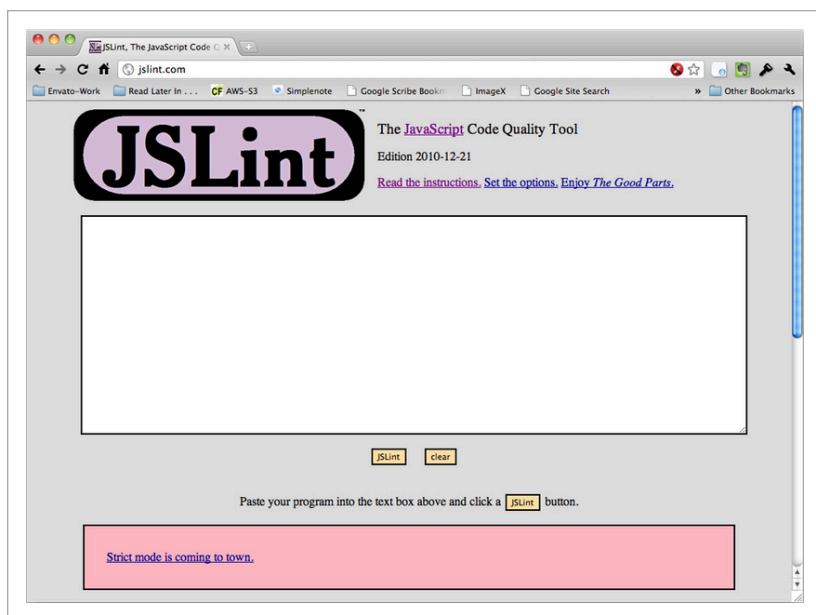 JSLint, The JavaScript Code Q
jslint.com
Envato-Work Read Later In . . . CF AWS-S3 Simplenote Google Scribe Bookm ImageX Google Site Search » Other Bookmarks
JSLint ™
The JavaScript Code Quality Tool
Edition 2010-12-21
Read the instructions. Set the options. Enjoy The Good Parts.
JSLint clear
Paste your program into the text box above and click a JSLint button.
Strict mode is coming to town.